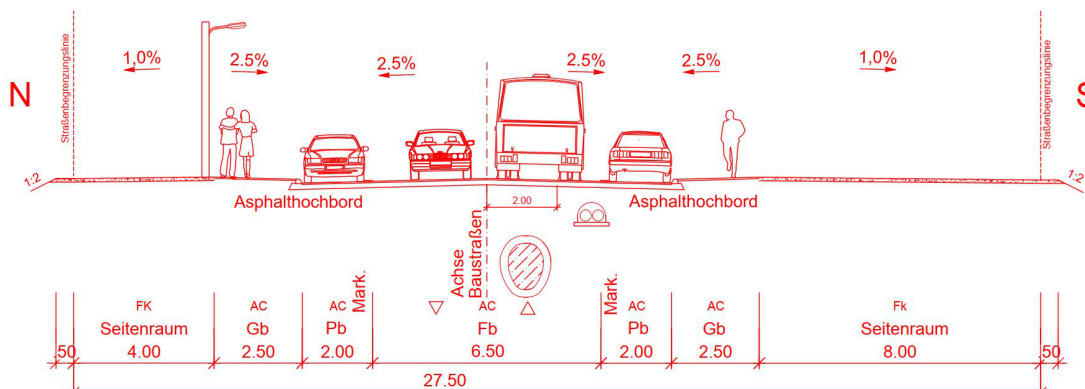 1,0%
2.5%
2.5%
2.5%
2.5%
1,0%
N
S
Straßenbegrenzungslinie
Straßenbegrenzungslinie
1:2
1:2
Asphalthochbord
Asphalthochbord
2.00
Achse
Baustraßen
Mark.
Mark.
FK
AC
AC
AC
AC
AC
Fk
Seitenraum
Gb
Pb
Fb
Pb
Gb
Seitenraum
.50
4.00
2.50
2.00
6.50
2.00
2.50
8.00
.50
27.50